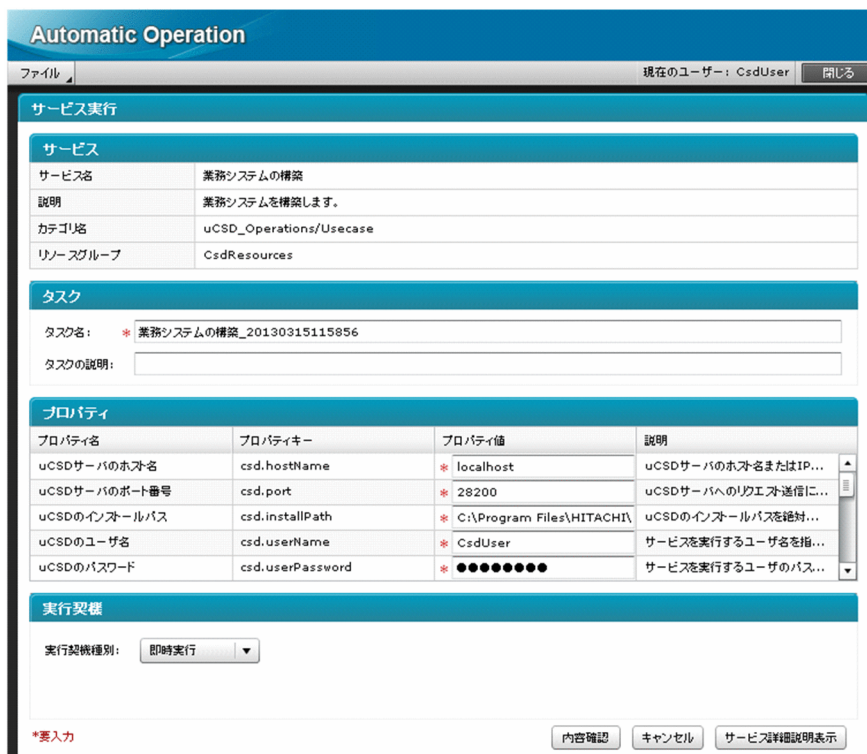 Automatic Operation
ファイル 現在のユーザー: CsdUser 閉じる
サービス実行
サービス
サービス名 業務システムの構築
説明 業務システムを構築します。
カテゴリ名 uCSD_Operations/Usecase
リソースグループ CsdResources
タスク
タスク名: * 業務システムの構築_20130315115856
タスクの説明:
プロパティ
プロパティ名 プロパティキー プロパティ値 説明
uCSDサーバのホスト名 csd.hostName * localhost uCSDサーバのホスト名またはIP...
uCSDサーバのポート番号 csd.port * 28200 uCSDサーバへのリクエスト送信に...
uCSDのインストールパス csd.installPath * C:\Program Files\HITACHI\ uCSDのインストールパスを絶対...
uCSDのユーザ名 csd.userName * CsdUser サービスを実行するユーザ名を指...
uCSDのパスワード csd.userPassword * ●●●●●●●● サービスを実行するユーザのパス...
実行契機
実行契機種別: 即時実行
*要入力 内容確認 キャンセル サービス詳細説明表示